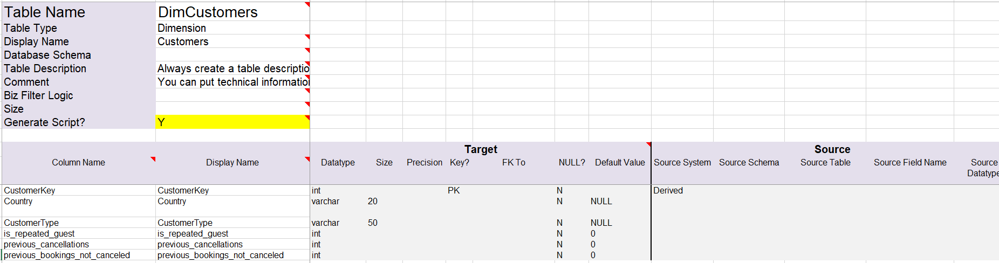 Table Name DimCustomers
Table Type Dimension
Display Name Customers
Database Schema
Table Description Always create a table descriptio
Comment You can put technical information
Biz Filter Logic
Size
Generate Script? Y
Target Source
Column Name Display Name Datatype Size Precision Key? FK To NULL? Default Value Source System Source Schema Source Table Source Field Name Source
Datatype
CustomerKey CustomerKey int PK N Derived
Country Country varchar 20 N NULL
CustomerType CustomerType varchar 50 N NULL
is_repeated_guest is_repeated_guest int N 0
previous_cancellations previous_cancellations int N 0
previous_bookings_not_canceled previous_bookings_not_canceled int N 0